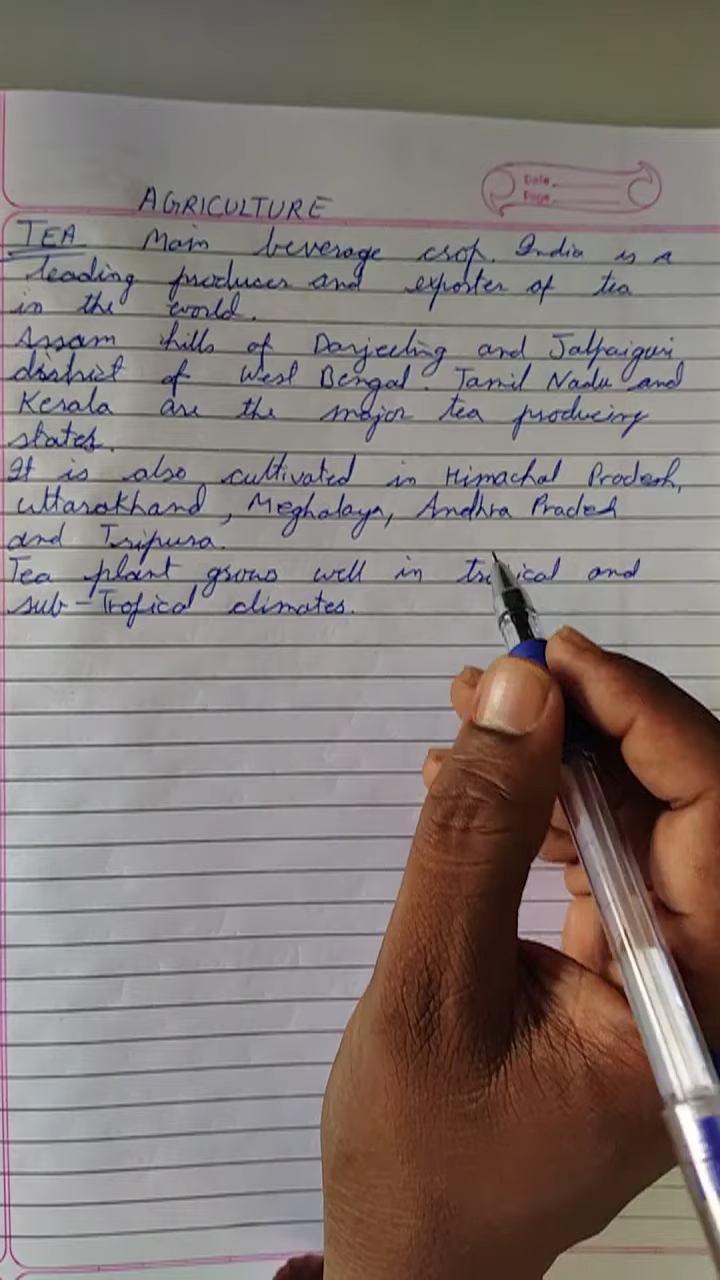 Date
Page
AGRICULTURE
TEA Main beverage crop. India is a
leading producer and exporter of tea
in the world.
Assam hills of Darjeeling and Jalpaiguri
district of West Bengal. Tamil Nadu and
Kerala are the major tea producing
states.
It is also cultivated in Himachal Pradesh,
Uttarakhand, Meghalaya, Andhra Pradesh
and Tripura.
Tea plant grows well in tropical and
sub-Tropical climates.